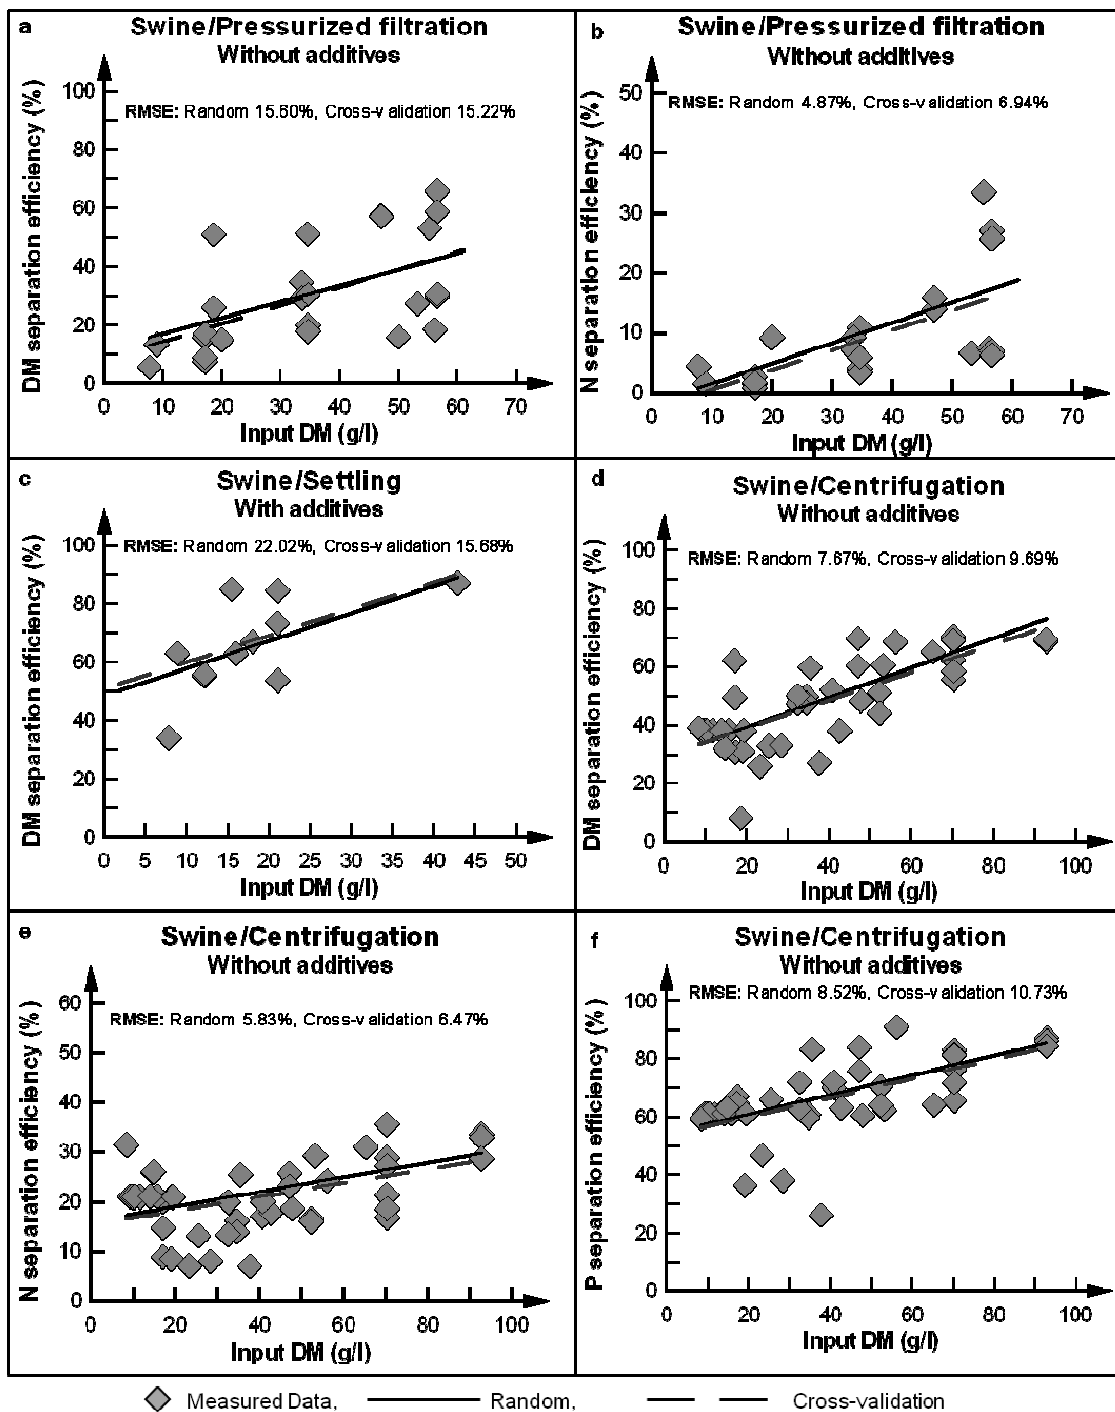 a
Swine/Pressurized filtration
Without additives
RMSE: Random 15.60%, Cross-validation 15.22%
DM separation efficiency (%)
100
80
60
40
20
0
0 10 20 30 40 50 60 70
Input DM (g/l)
b
Swine/Pressurized filtration
Without additives
RMSE: Random 4.87%, Cross-validation 6.94%
N separation efficiency (%)
50
40
30
20
10
0
0 10 20 30 40 50 60 70
Input DM (g/l)
c
Swine/Settling
With additives
RMSE: Random 22.02%, Cross-validation 15.68%
DM separation efficiency (%)
100
80
60
40
20
0
0 5 10 15 20 25 30 35 40 45 50
Input DM (g/l)
d
Swine/Centrifugation
Without additives
RMSE: Random 7.67%, Cross-validation 9.69%
DM separation efficiency (%)
100
80
60
40
20
0
0 20 40 60 80 100
Input DM (g/l)
e
Swine/Centrifugation
Without additives
RMSE: Random 5.83%, Cross-validation 6.47%
N separation efficiency (%)
60
50
40
30
20
10
0
0 20 40 60 80 100
Input DM (g/l)
f
Swine/Centrifugation
Without additives
RMSE: Random 8.52%, Cross-validation 10.73%
P separation efficiency (%)
100
80
60
40
20
0
0 20 40 60 80 100
Input DM (g/l)
Measured Data, Random, Cross-validation